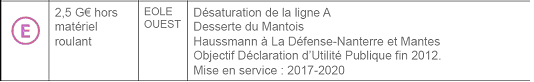 E
2,5 G€ hors
matériel
roulant
EOLE
OUEST
Désaturation de la ligne A
Desserte du Mantois
Haussmann à La Défense-Nanterre et Mantes
Objectif Déclaration d'Utilité Publique fin 2012.
Mise en service : 2017-2020